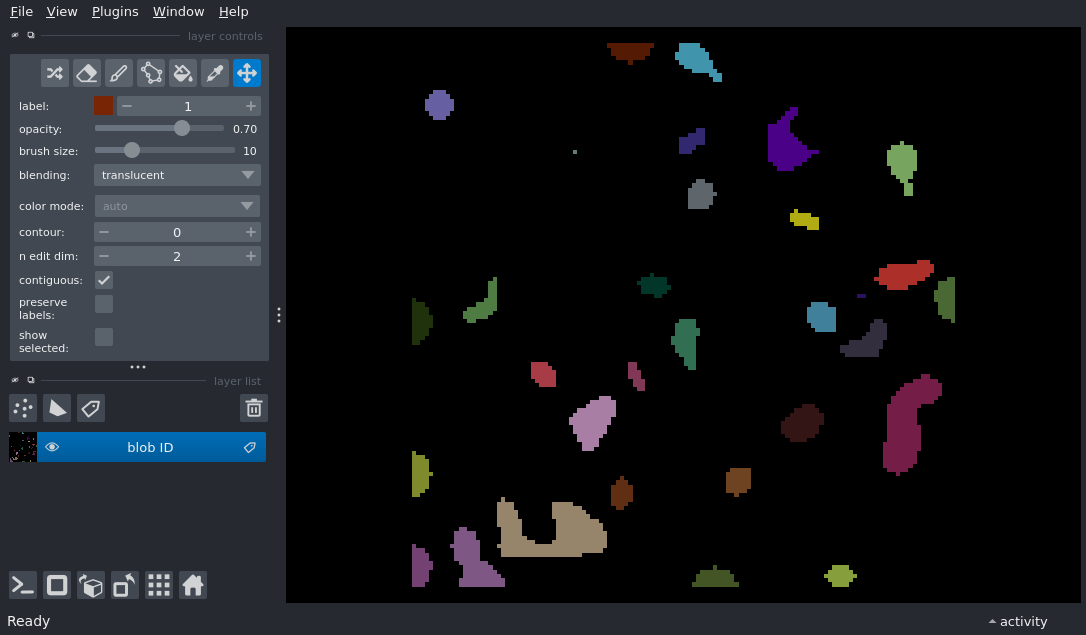 File View Plugins Window Help
layer controls
label: 1
opacity: 0.70
brush size: 10
blending: translucent
color mode: auto
contour: 0
n edit dim: 2
contiguous:
preserve
labels:
show
selected:
layer list
blob ID
Ready
activity